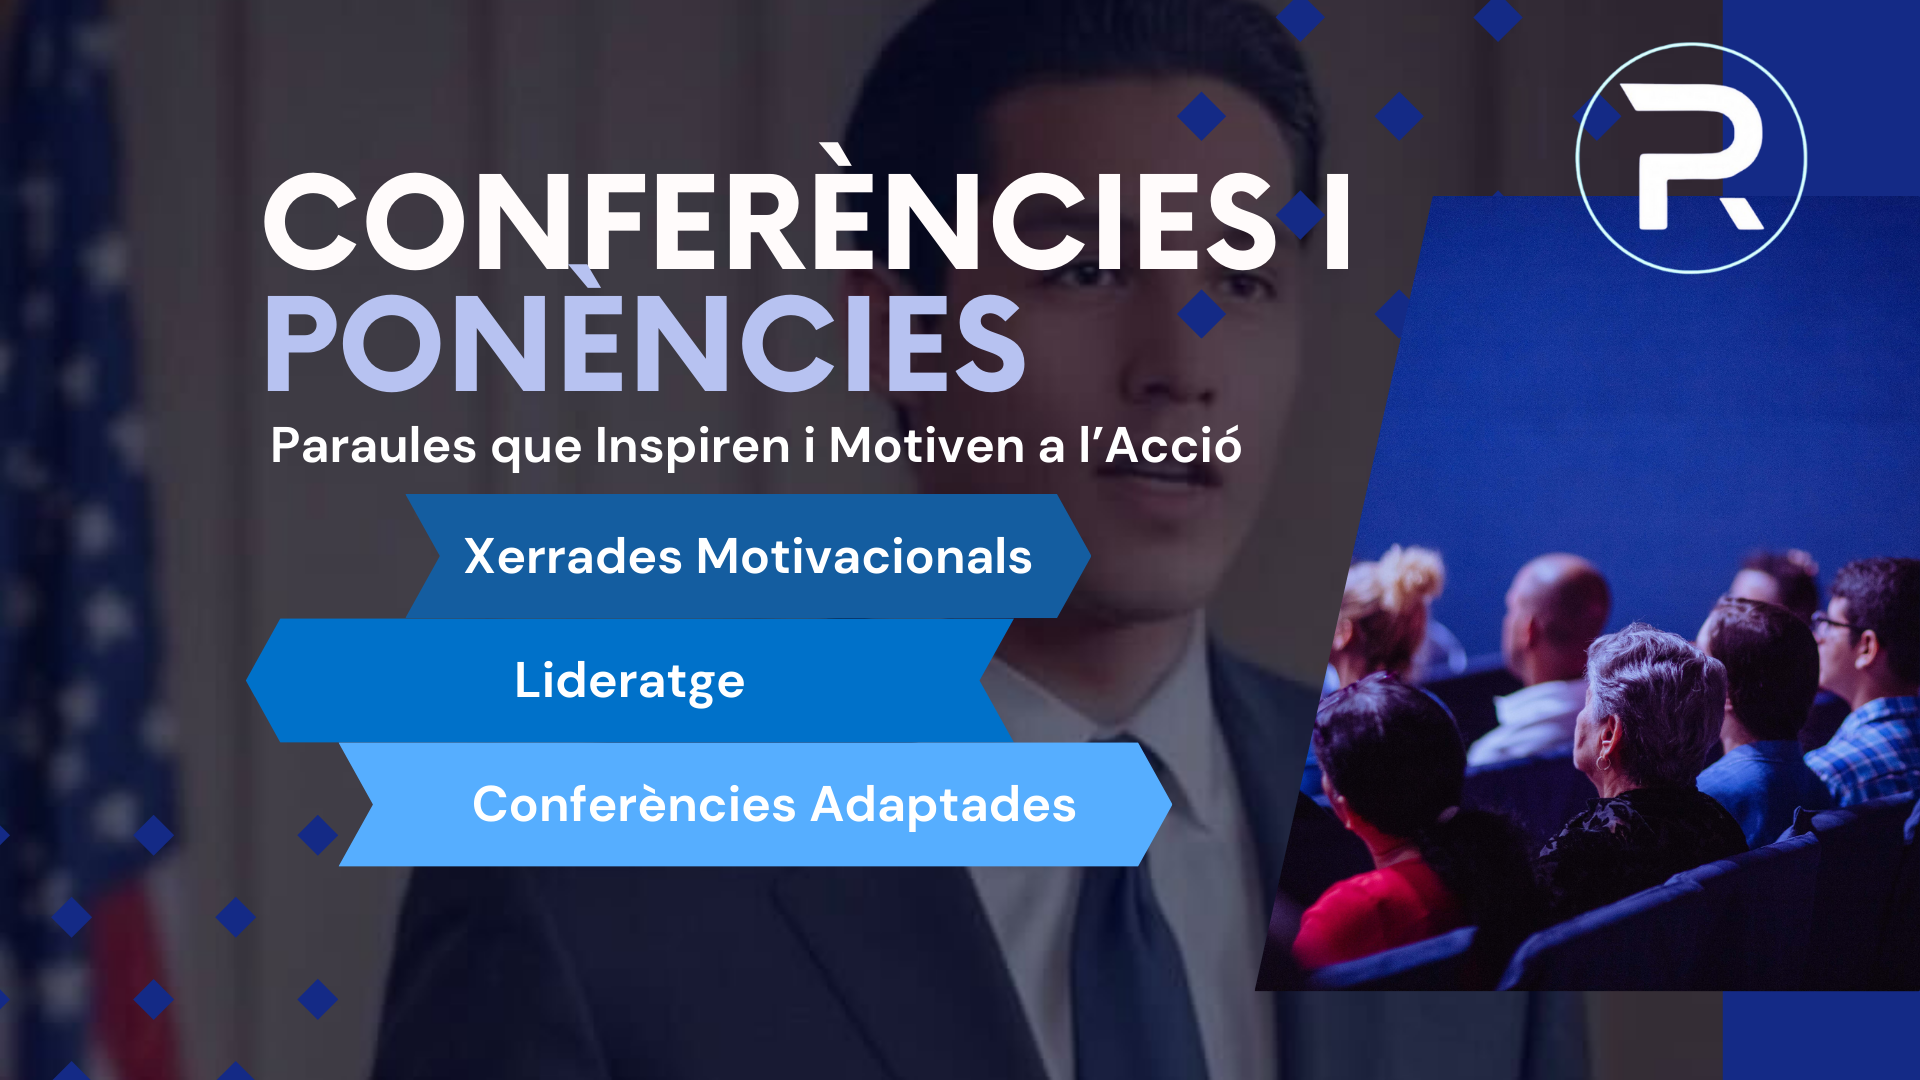 CONFERÈNCIES I
PONÈNCIES
Paraules que Inspiren i Motiven a l’Acció
Xerrades Motivacionals
Lideratge
Conferències Adaptades